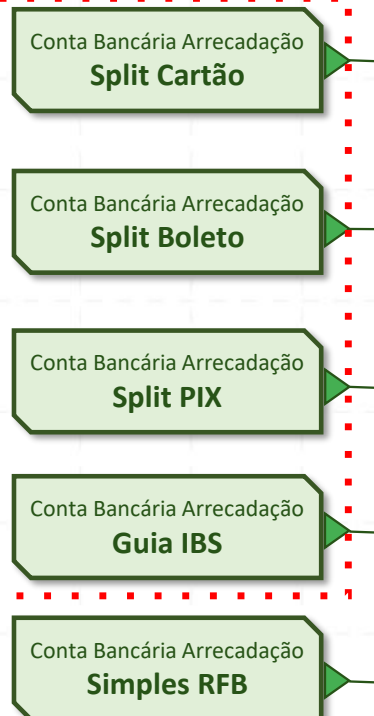 Conta Bancária Arrecadação
Split Cartão
Conta Bancária Arrecadação
Split Boleto
Conta Bancária Arrecadação
Split PIX
Conta Bancária Arrecadação
Guia IBS
Conta Bancária Arrecadação
Simples RFB